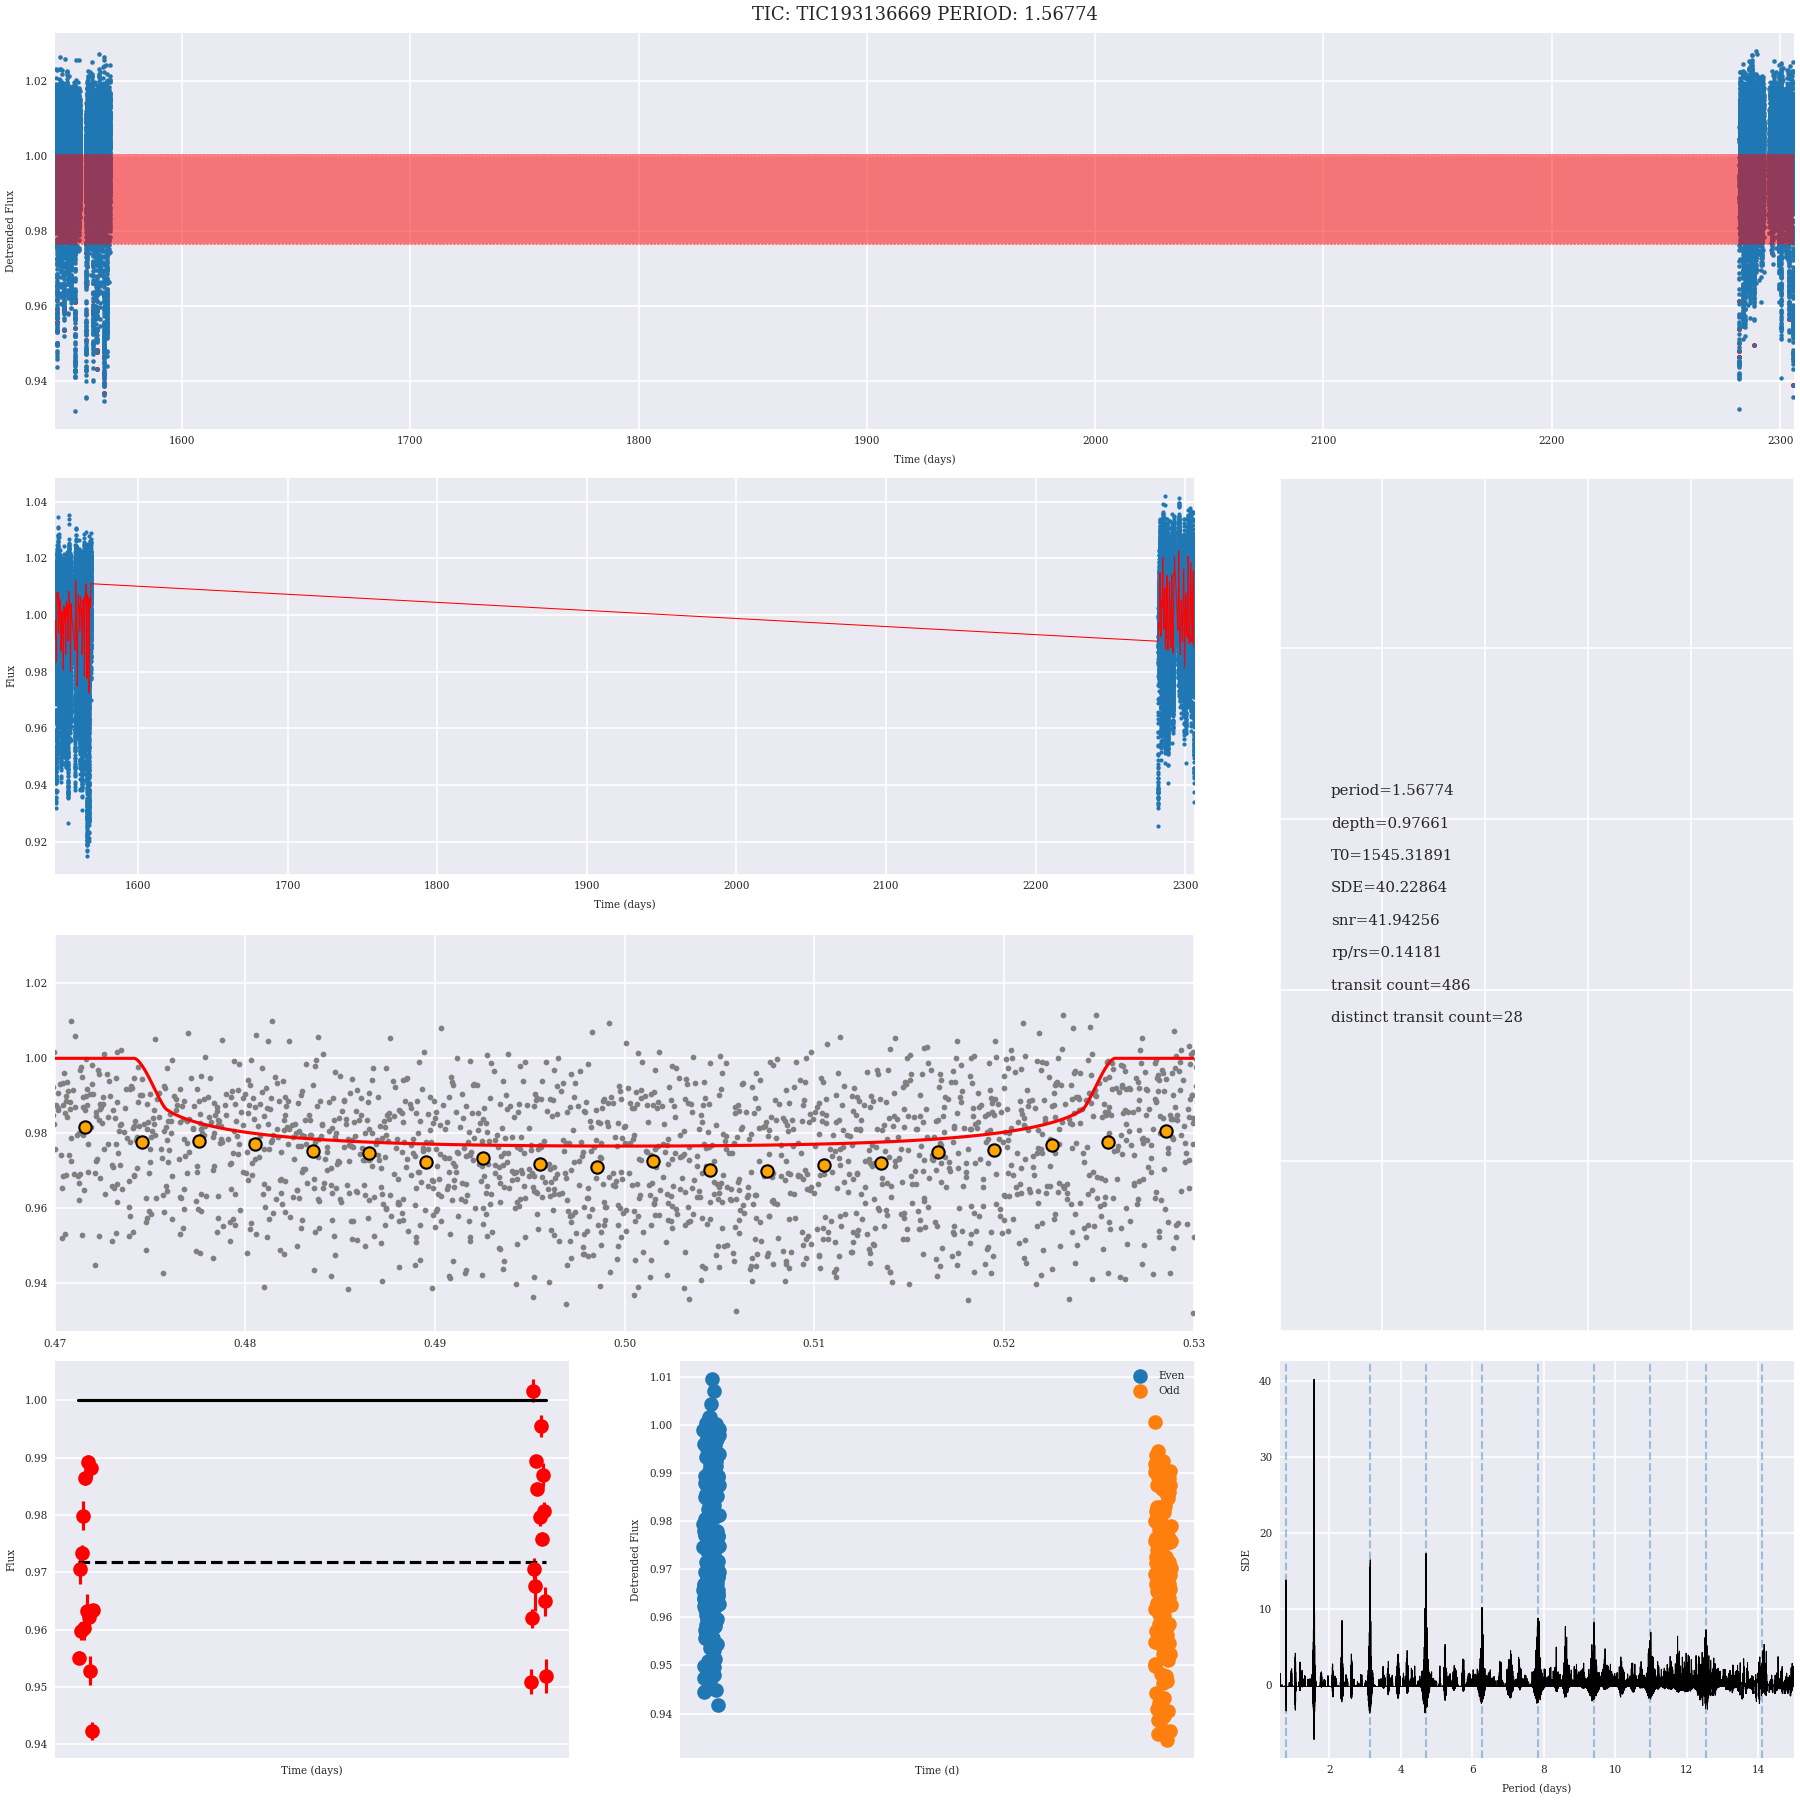 TIC: TIC193136669 PERIOD: 1.56774
Detrended Flux
1.02
1.00
0.98
0.96
0.94
1600 1700 1800 1900 2000 2100 2200 2300
Time (days)
Flux
1.04
1.02
1.00
0.98
0.96
0.94
0.92
1600 1700 1800 1900 2000 2100 2200 2300
Time (days)
period=1.56774
depth=0.97661
T0=1545.31891
SDE=40.22864
snr=41.94256
rp/rs=0.14181
transit count=486
distinct transit count=28
1.02
1.00
0.98
0.96
0.94
0.47 0.48 0.49 0.50 0.51 0.52 0.53
Flux
1.00
0.99
0.98
0.97
0.96
0.95
0.94
Time (days)
Detrended Flux
1.01
1.00
0.99
0.98
0.97
0.96
0.95
0.94
Even
Odd
Time (d)
SDE
40
30
20
10
0
2 4 6 8 10 12 14
Period (days)